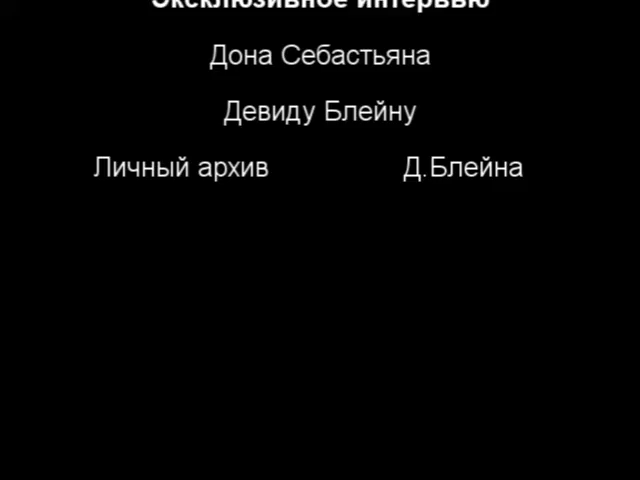 Эксклюзивное интервью
Дона Себастьяна
Девиду Блейну
Личный архив Д.Блейна